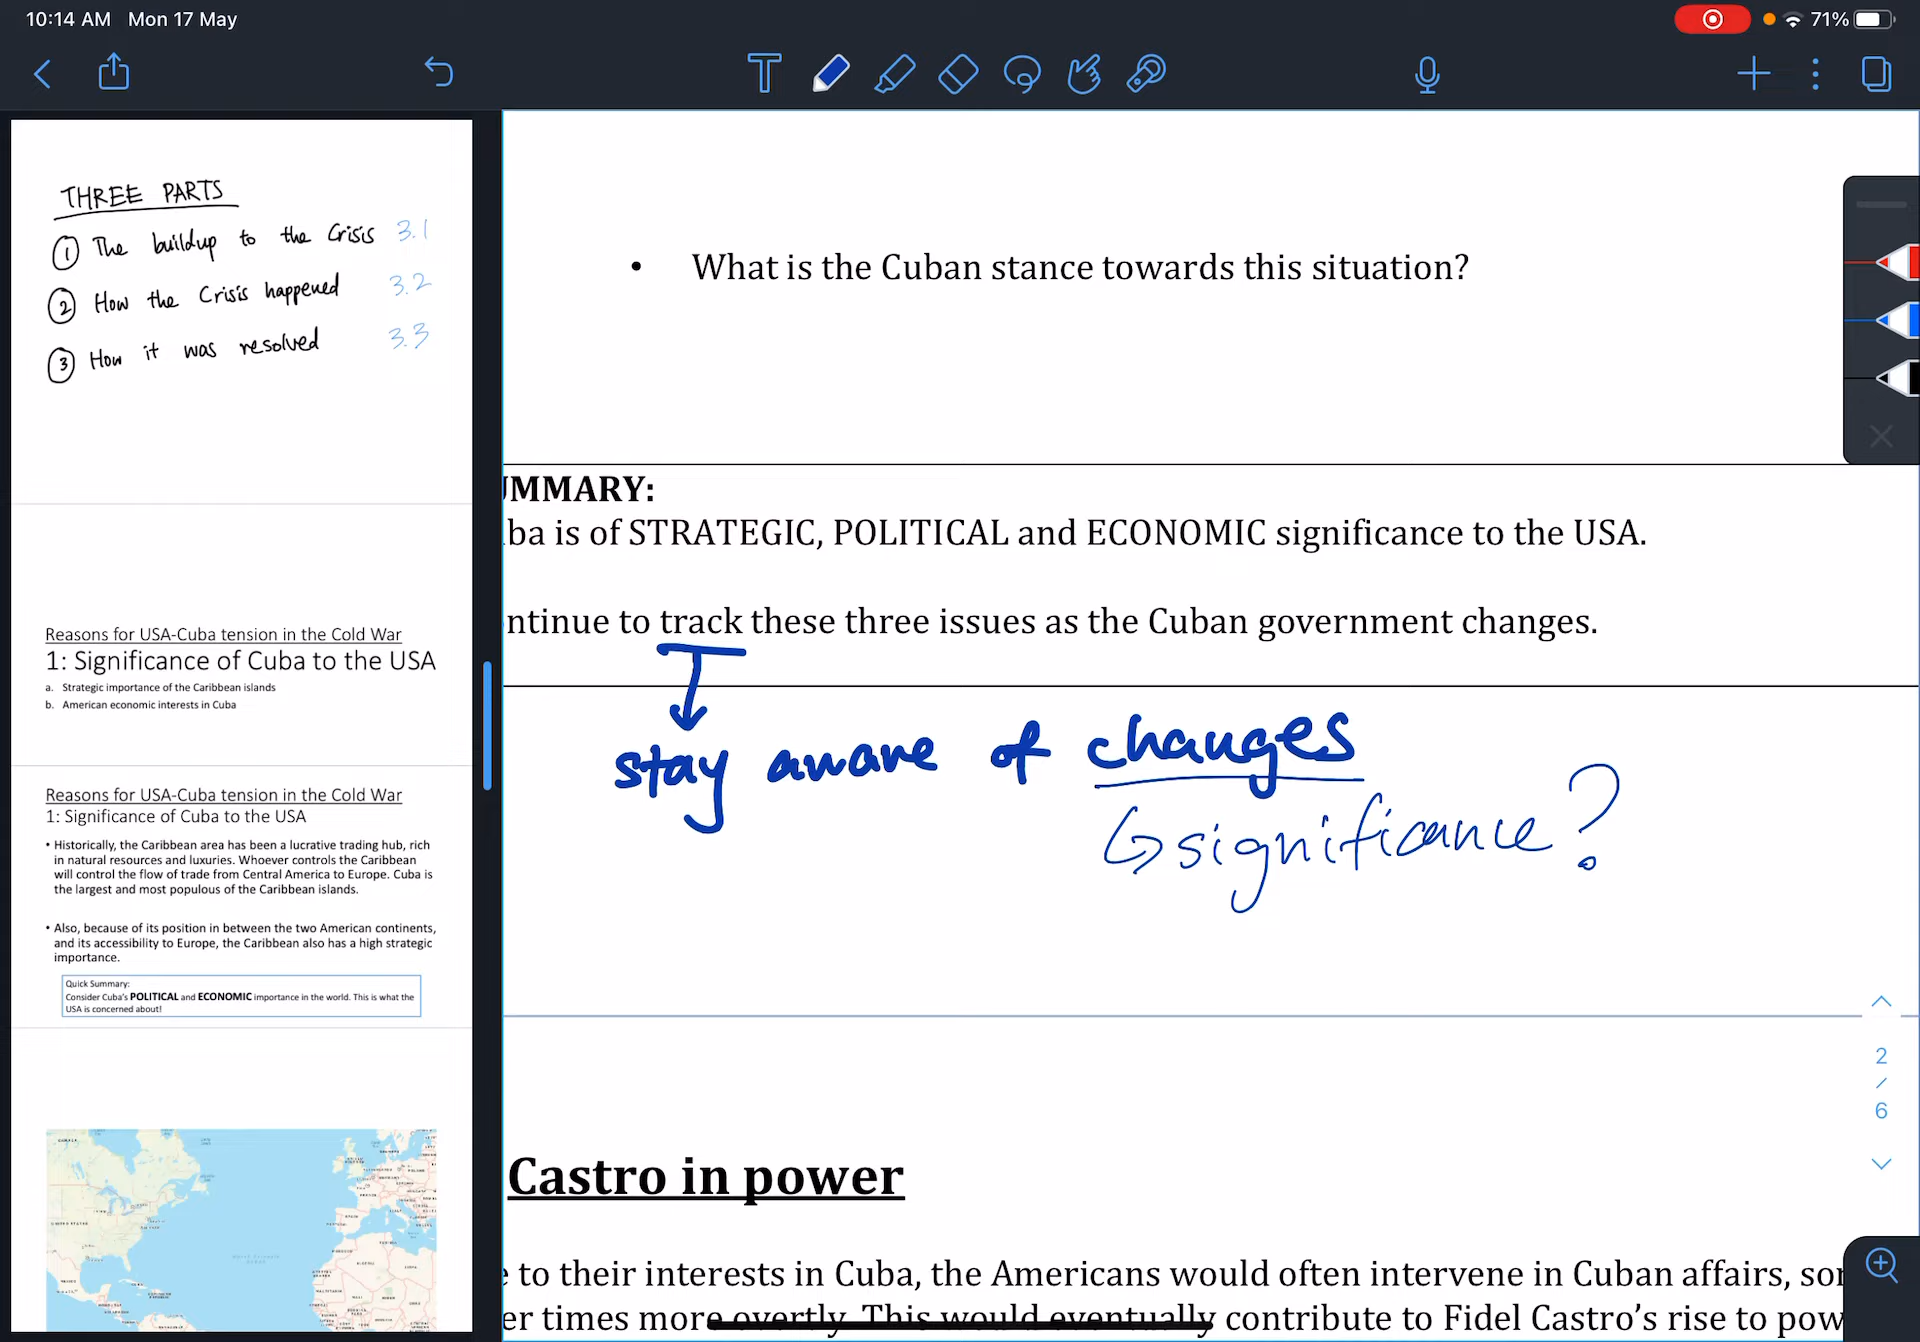 10:14 AM Mon 17 May
71%
THREE PARTS
1 The buildup to the Crisis 3.1
2 How the Crisis happened 3.2
3 How it was resolved 3.3
Reasons for USA-Cuba tension in the Cold War
1: Significance of Cuba to the USA
a. Strategic importance of the Caribbean islands
b. American economic interests in Cuba
Reasons for USA-Cuba tension in the Cold War
1: Significance of Cuba to the USA
• Historically, the Caribbean area has been a lucrative trading hub, rich
in natural resources and luxuries. Whoever controls the Caribbean
will control the flow of trade from Central America to Europe. Cuba is
the largest and most populous of the Caribbean islands.
• Also, because of its position in between the two American continents,
and its accessibility to Europe, the Caribbean also has a high strategic
importance.
Quick Summary:
Consider Cuba's POLITICAL and ECONOMIC importance in the world. This is what the
USA is concerned about!
• What is the Cuban stance towards this situation?
UMMARY:
ba is of STRATEGIC, POLITICAL and ECONOMIC significance to the USA.
ntinue to track these three issues as the Cuban government changes.
stay aware of changes
↳ significance?
2
/
6
Castro in power
e to their interests in Cuba, the Americans would often intervene in Cuban affairs, sor
er times more overtly. This would eventually contribute to Fidel Castro's rise to pow